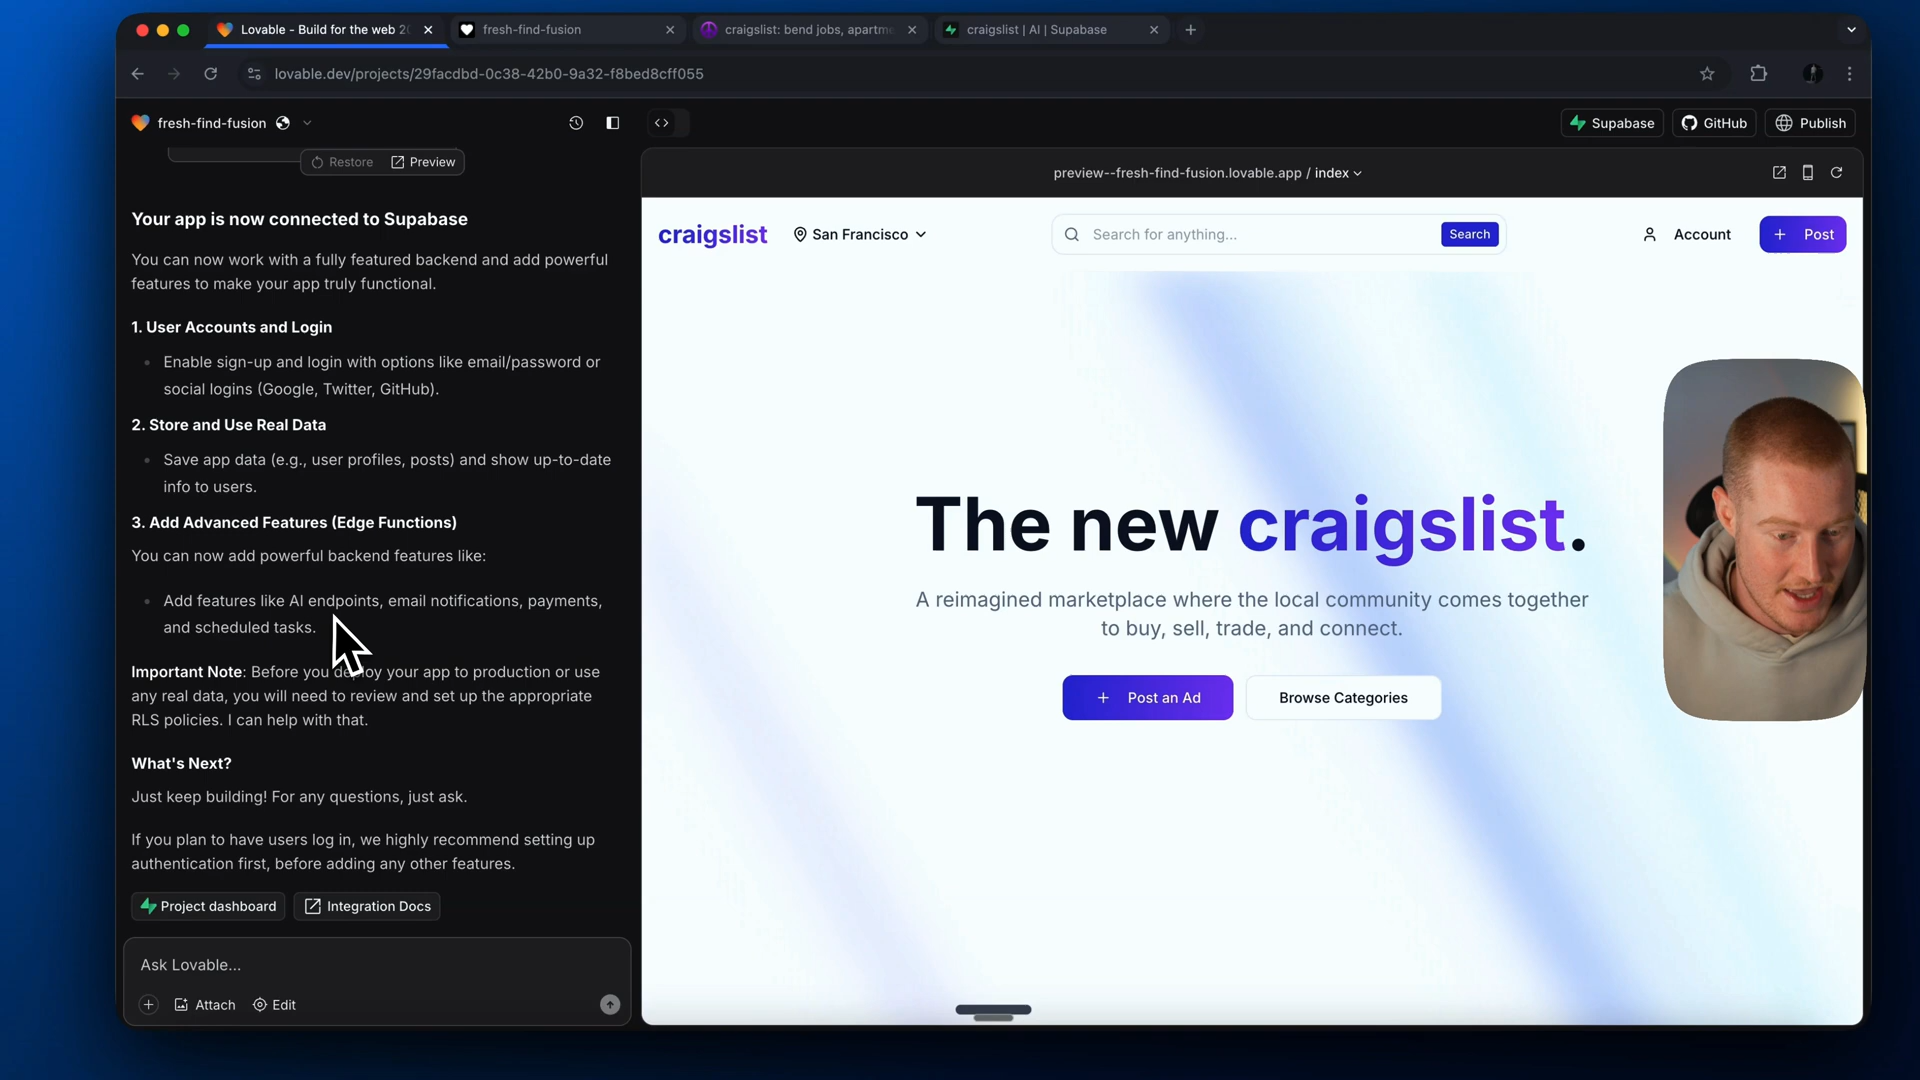 Lovable - Build for the web 2
fresh-find-fusion
craigslist: bend jobs, apartme
craigslist | AI | Supabase
lovable.dev/projects/29facdbd-0c38-42b0-9a32-f8bed8cff055
fresh-find-fusion
Supabase
GitHub
Publish
Restore
Preview
preview--fresh-find-fusion.lovable.app / index
Your app is now connected to Supabase
You can now work with a fully featured backend and add powerful
features to make your app truly functional.
1. User Accounts and Login
Enable sign-up and login with options like email/password or
social logins (Google, Twitter, GitHub).
2. Store and Use Real Data
Save app data (e.g., user profiles, posts) and show up-to-date
info to users.
3. Add Advanced Features (Edge Functions)
You can now add powerful backend features like:
Add features like AI endpoints, email notifications, payments,
and scheduled tasks.
Important Note: Before you deploy your app to production or use
any real data, you will need to review and set up the appropriate
RLS policies. I can help with that.
What's Next?
Just keep building! For any questions, just ask.
If you plan to have users log in, we highly recommend setting up
authentication first, before adding any other features.
Project dashboard
Integration Docs
Ask Lovable...
Attach
Edit
craigslist
San Francisco
Search for anything...
Search
Account
+ Post
The new craigslist.
A reimagined marketplace where the local community comes together
to buy, sell, trade, and connect.
+ Post an Ad
Browse Categories